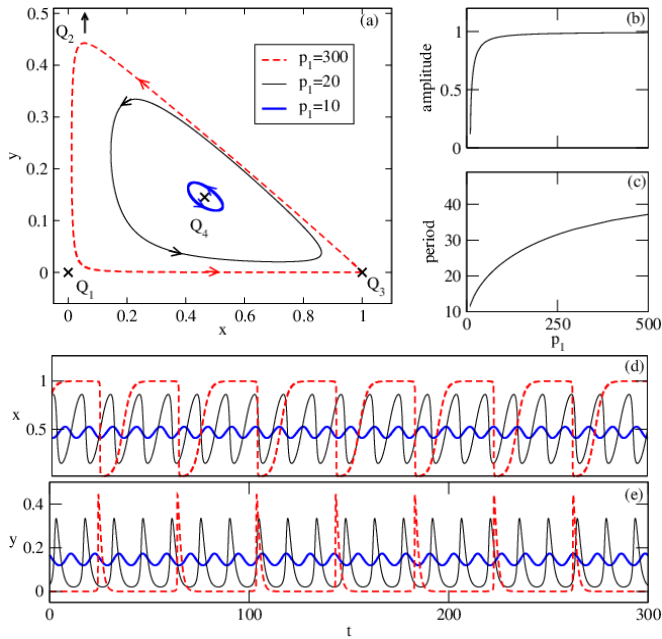 (a)
Q2
p1=300
p1=20
p1=10
Q4
Q1
Q3
y
0.5
0.4
0.3
0.2
0.1
0
0
0.2
0.4
0.6
0.8
1
x
(b)
amplitude
1
0.5
0
(c)
period
40
30
20
10
0
250
500
p1
(d)
x
1
0.5
(e)
y
0.4
0.2
0
0
100
200
300
t